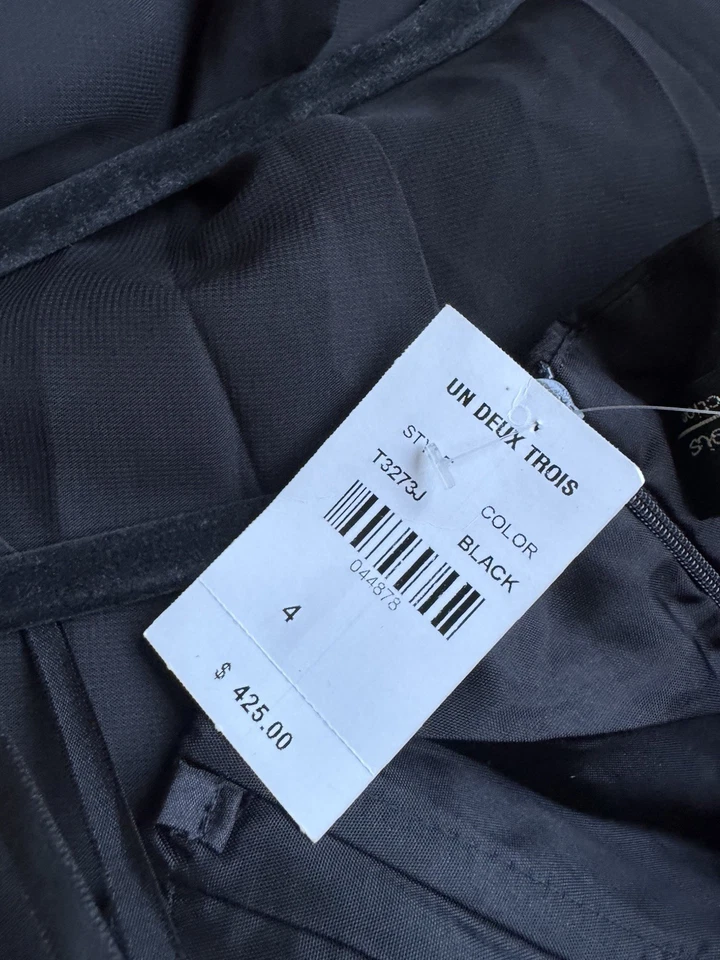 UN DEUX TROIS
STYLE
T3273J
COLOR
BLACK
044878
4
$ 425.00